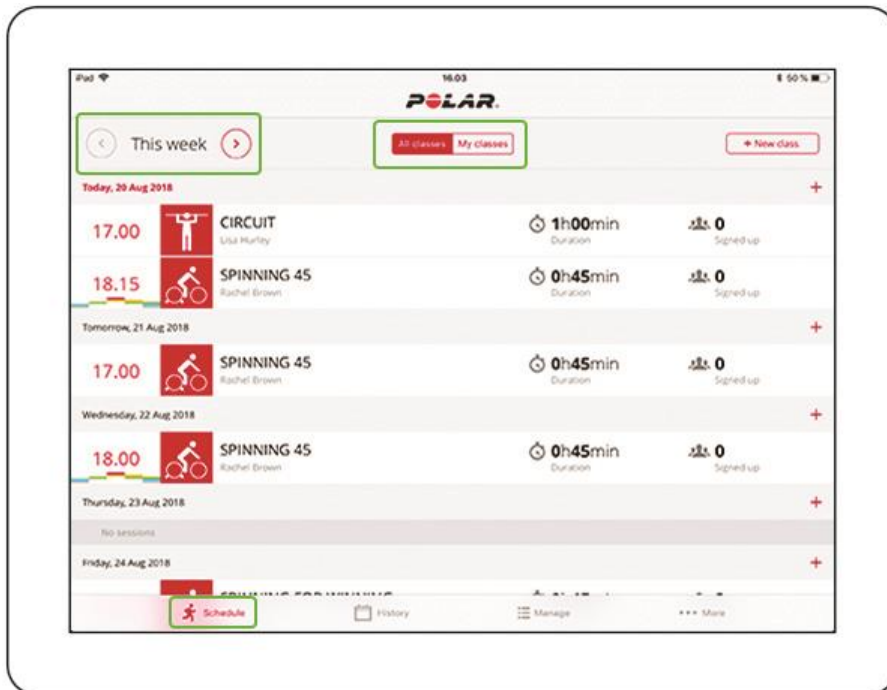 iPad 16.03 50%
POLAR.
This week All classes My classes + New class
Today, 20 Aug 2018 +
17.00 CIRCUIT 1h00min 0
Lisa Hurley Duration Signed up
18.15 SPINNING 45 0h45min 0
Rachel Brown Duration Signed up
Tomorrow, 21 Aug 2018 +
17.00 SPINNING 45 0h45min 0
Rachel Brown Duration Signed up
Wednesday, 22 Aug 2018 +
18.00 SPINNING 45 0h45min 0
Rachel Brown Duration Signed up
Thursday, 23 Aug 2018 +
No sessions
Friday, 24 Aug 2018 +
SPINNING FOR WINNING
Schedule History Manage More